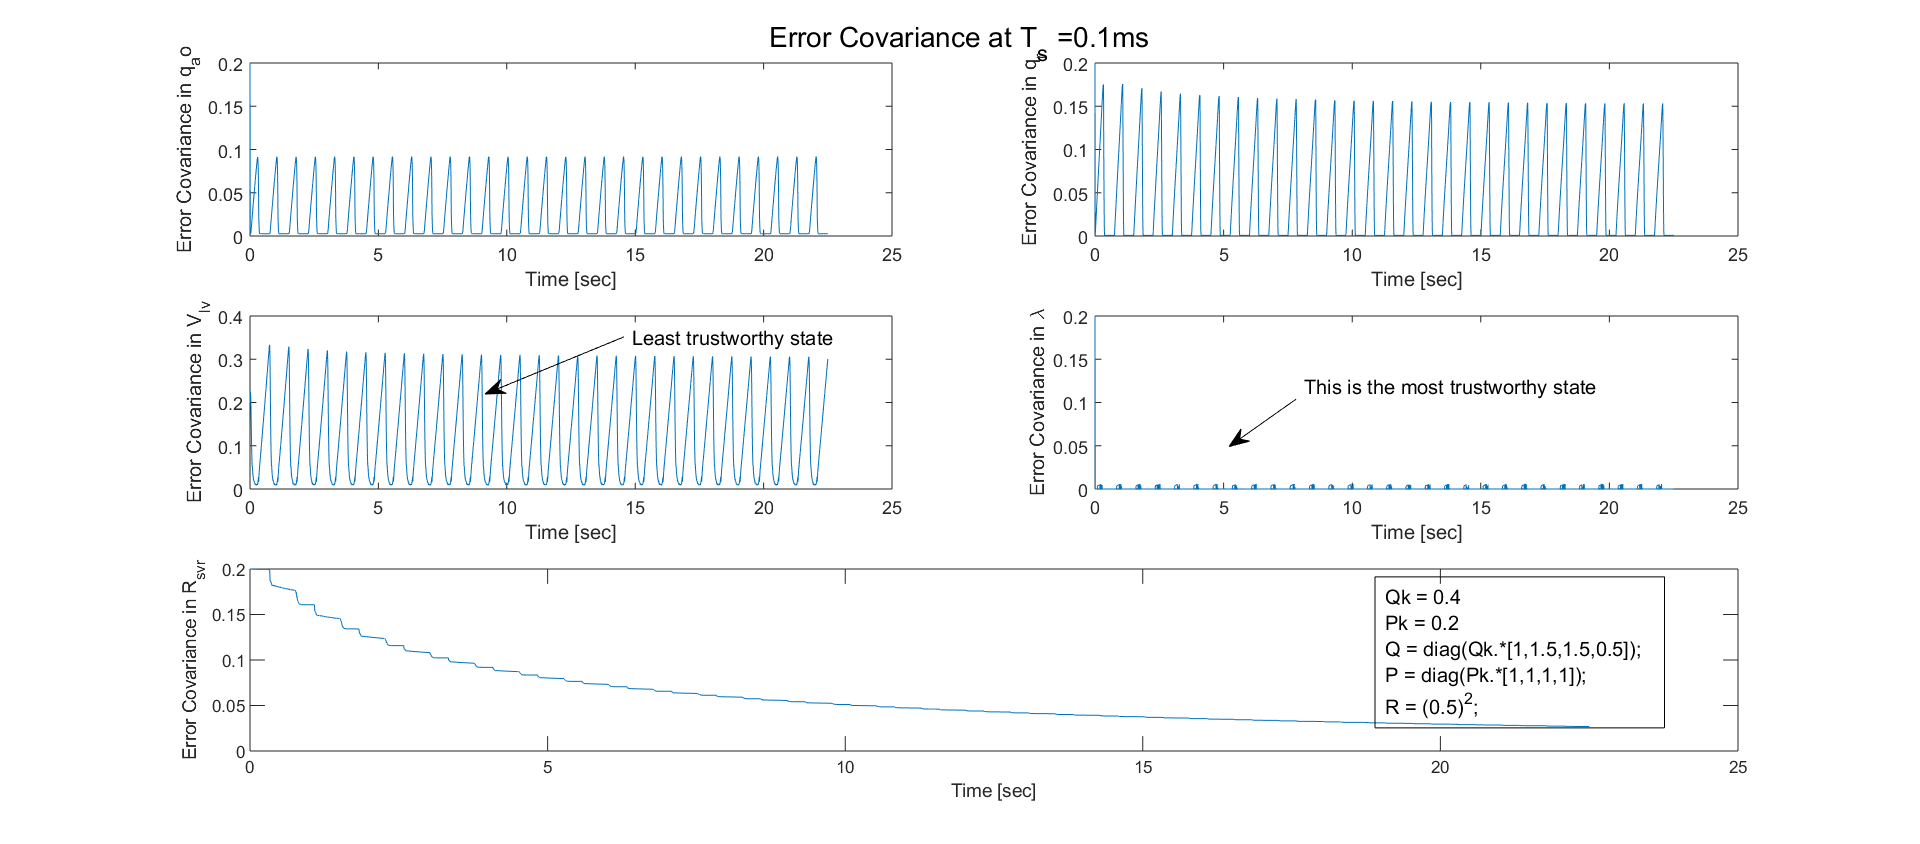 Error Covariance at Ts =0.1ms
Error Covariance in qao
0.2
0.15
0.1
0.05
0
0 5 10 15 20 25
Time [sec]
Error Covariance in qs
0.2
0.15
0.1
0.05
0
0 5 10 15 20 25
Time [sec]
Error Covariance in Vlv
0.4
0.3
0.2
0.1
0
0 5 10 15 20 25
Time [sec]
Least trustworthy state
Error Covariance in λ
0.2
0.15
0.1
0.05
0
0 5 10 15 20 25
Time [sec]
This is the most trustworthy state
Error Covariance in Rsvr
0.2
0.15
0.1
0.05
0
0 5 10 15 20 25
Time [sec]
Qk = 0.4
Pk = 0.2
Q = diag(Qk.*[1,1.5,1.5,0.5]);
P = diag(Pk.*[1,1,1,1]);
R = (0.5)²;